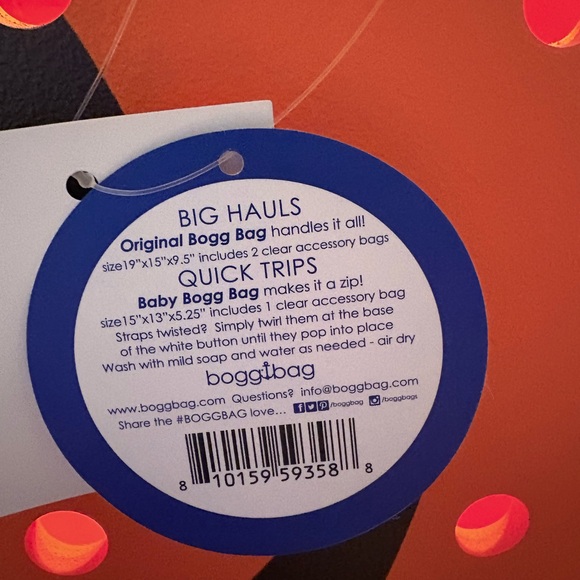 BIG HAULS
Original Bogg Bag handles it all!
size19"x15"x9.5" includes 2 clear accessory bags
QUICK TRIPS
Baby Bogg Bag makes it a zip!
size15"x13"x5.25" includes 1 clear accessory bag
Straps twisted? Simply twirl them at the base
of the white button until they pop into place
Wash with mild soap and water as needed - air dry
bogg bag
www.boggbag.com Questions? info@boggbag.com
Share the #BOGGBAG love... /boggbag /boggbags
8 10159 59358 8